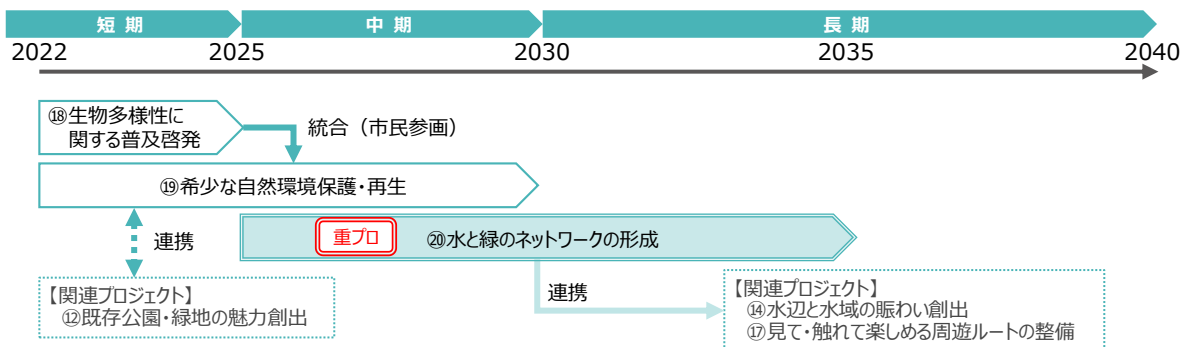 短期 中期 長期
2022 2025 2030 2035 2040
⑱生物多様性に
関する普及啓発
統合（市民参画）
⑲希少な自然環境保護・再生
連携
重プロ ⑳水と緑のネットワークの形成
【関連プロジェクト】
⑫既存公園・緑地の魅力創出
連携
【関連プロジェクト】
⑭水辺と水域の賑わい創出
⑰見て・触れて楽しめる周遊ルートの整備